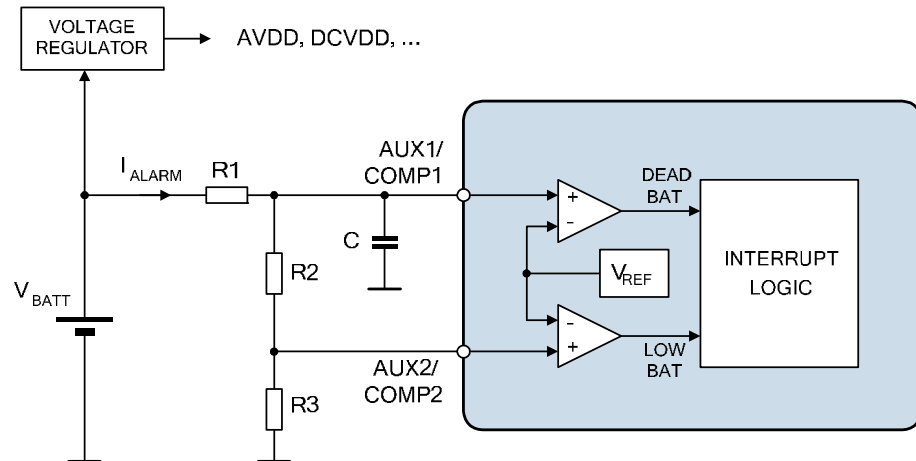 VOLTAGE
REGULATOR
AVDD, DCVDD, ...
I ALARM
R1
AUX1/
COMP1
DEAD
BAT
+
-
C
R2
VREF
INTERRUPT
LOGIC
V BATT
-
+
LOW
BAT
AUX2/
COMP2
R3